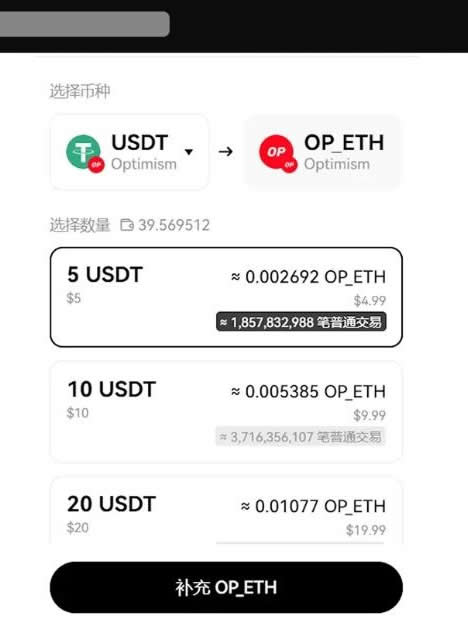 选择币种
USDT
Optimism
→
OP_ETH
Optimism
选择数量 39.569512
5 USDT
≈ 0.002692 OP_ETH
$5
$4.99
≈ 1,857,832,988 笔普通交易
10 USDT
≈ 0.005385 OP_ETH
$10
$9.99
≈ 3,716,356,107 笔普通交易
20 USDT
≈ 0.01077 OP_ETH
$20
$19.99
补充 OP_ETH